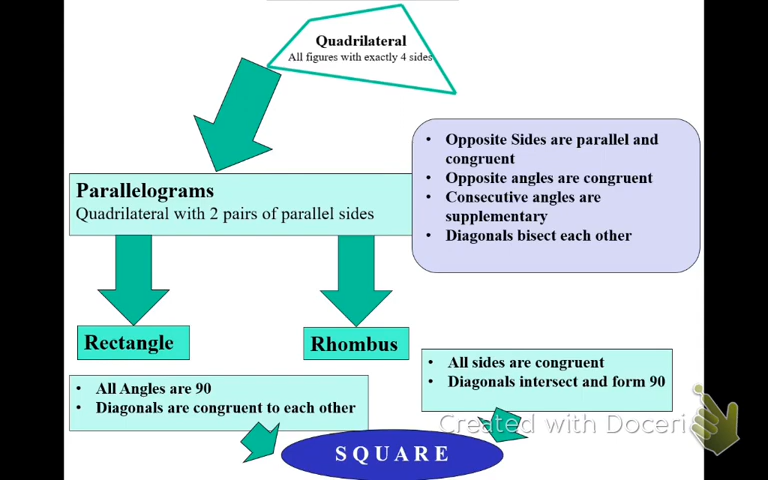 Quadrilateral
All figures with exactly 4 sides
• Opposite Sides are parallel and
congruent
• Opposite angles are congruent
• Consecutive angles are
supplementary
• Diagonals bisect each other
Parallelograms
Quadrilateral with 2 pairs of parallel sides
Rectangle
Rhombus
• All sides are congruent
• Diagonals intersect and form 90
• All Angles are 90
• Diagonals are congruent to each other
Created with Doceri
SQUARE